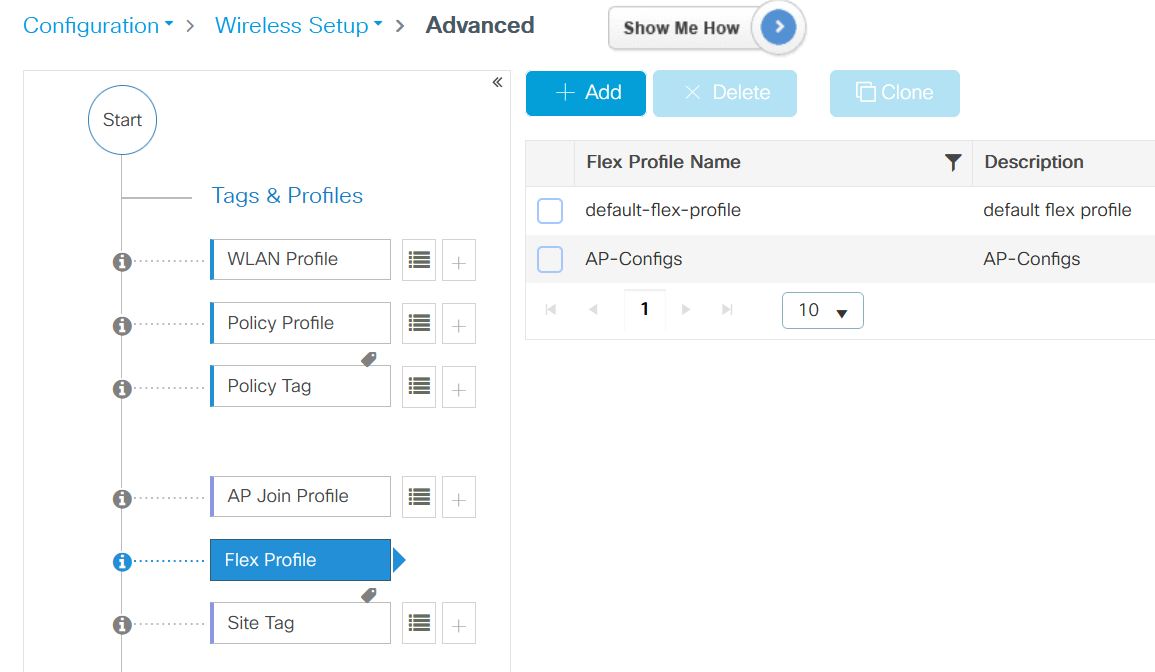 Configuration > Wireless Setup > Advanced
Show Me How
Start
Tags & Profiles
WLAN Profile
Policy Profile
Policy Tag
AP Join Profile
Flex Profile
Site Tag
+ Add
× Delete
Clone
Flex Profile Name Description
default-flex-profile default flex profile
AP-Configs AP-Configs
1 10